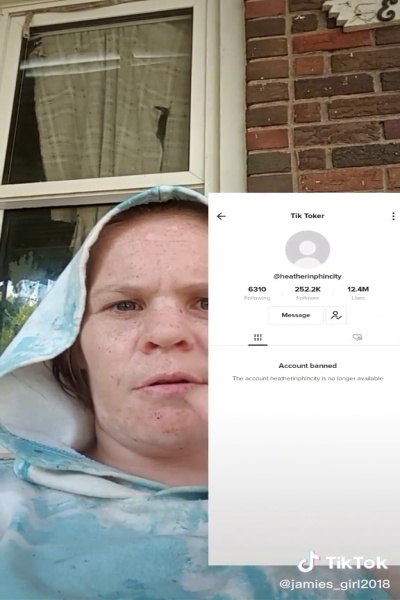 &
Tik Toker
@heatherinphincity
6310 252.2K 12.4M
Following Follower Likes
Message
Account banned
The account heatherinphincity is no longer available
TikTok
@jamies_girl2018